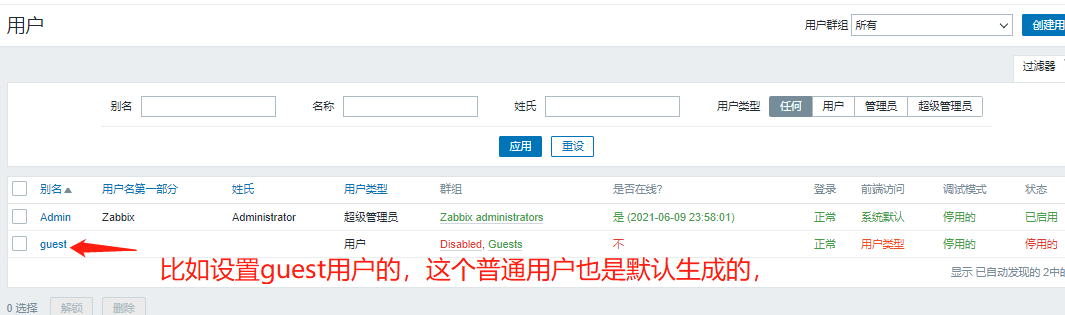 用户
用户群组 所有 创建用
过滤器
别名 名称 姓氏 用户类型 任何 用户 管理员 超级管理员
应用 重设
别名 用户名第一部分 姓氏 用户类型 群组 是否在线? 登录 前端访问 调试模式 状态
Admin Zabbix Administrator 超级管理员 Zabbix administrators 是 (2021-06-09 23:58:01) 正常 系统默认 停用的 已启用
guest 用户 Disabled, Guests 不 正常 用户类型 停用的 停用的
比如设置guest用户的，这个普通用户也是默认生成的，
显示 已自动发现的 2中的
0 选择 解锁 删除